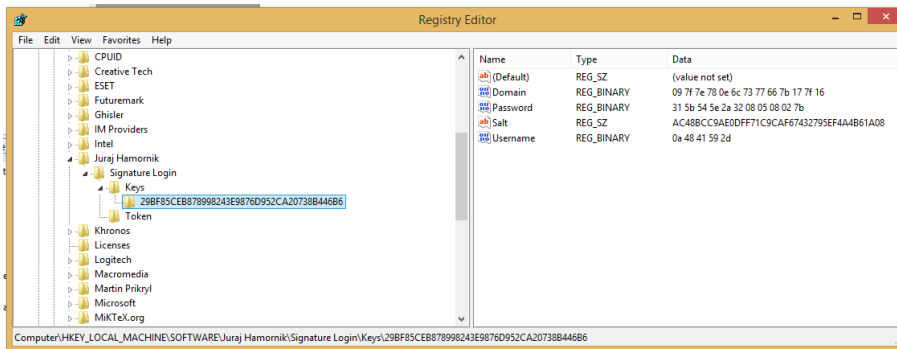 Registry Editor
File Edit View Favorites Help
CPUID
Creative Tech
ESET
Futuremark
Ghisler
IM Providers
Intel
Juraj Hamornik
Signature Login
Keys
29BF85CEB878998243E9876D952CA20738B446B6
Token
Khronos
Licenses
Logitech
Macromedia
Martin Prikryl
Microsoft
MiKTeX.org
Name Type Data
(Default) REG_SZ (value not set)
Domain REG_BINARY 09 7f 7e 78 0e 6c 73 77 66 7b 17 7f 16
Password REG_BINARY 31 5b 54 5e 2a 32 08 05 08 02 7b
Salt REG_SZ AC48BCC9AE0DFF71C9CAF67432795EF4A4B61A08
Username REG_BINARY 0a 48 41 59 2d
Computer\HKEY_LOCAL_MACHINE\SOFTWARE\Juraj Hamornik\Signature Login\Keys\29BF85CEB878998243E9876D952CA20738B446B6